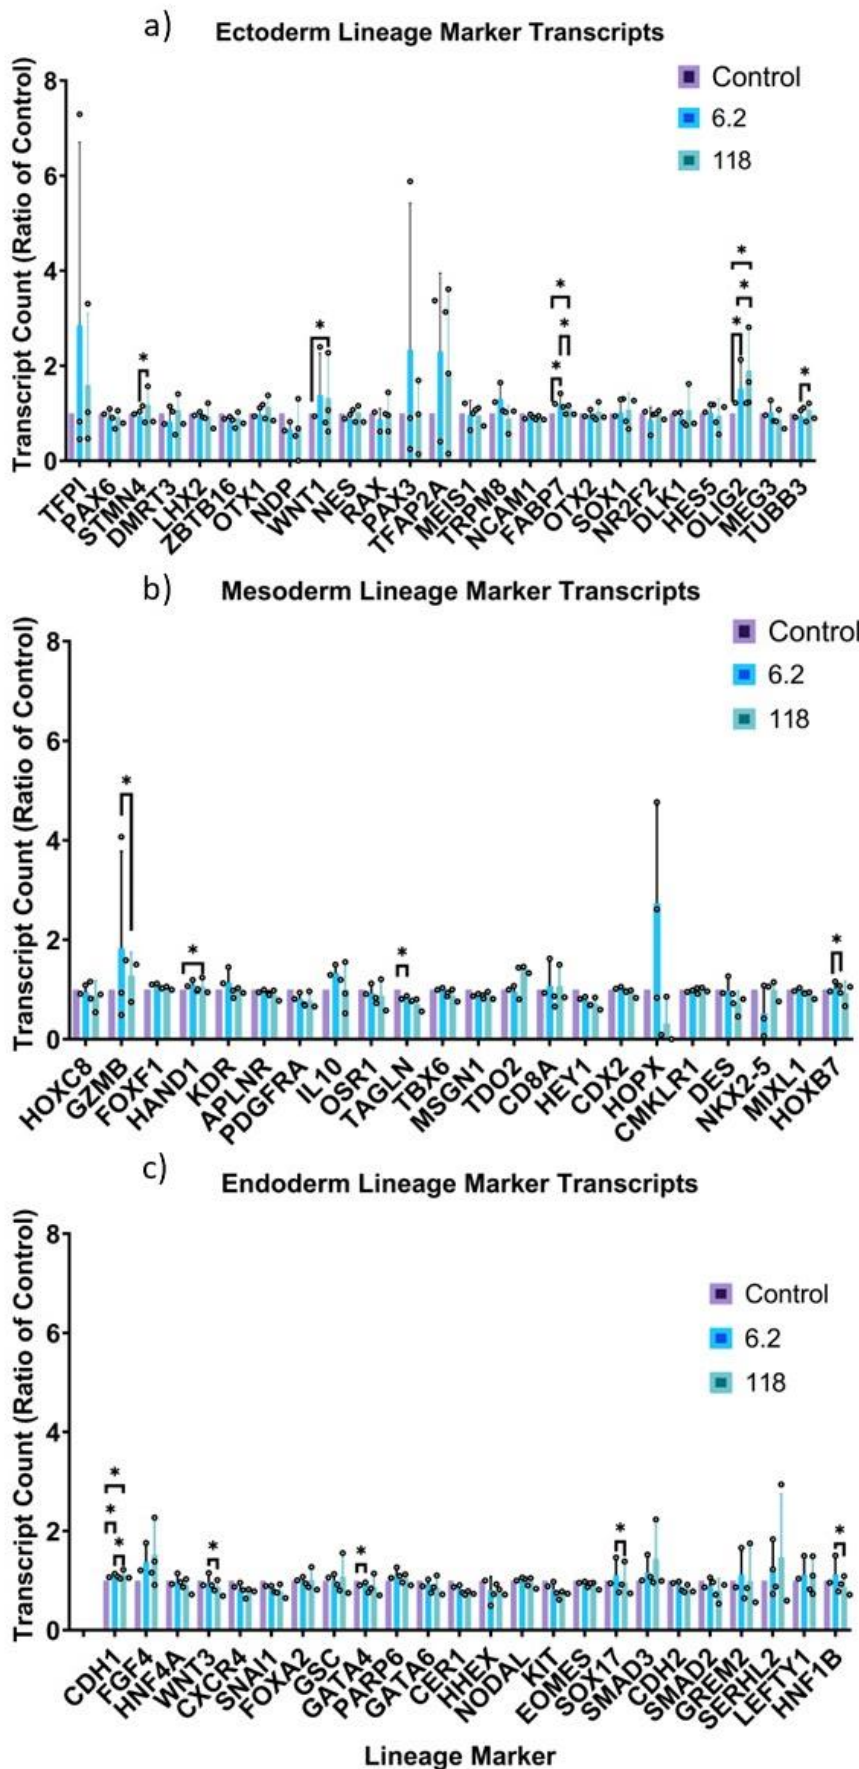 a) Ectoderm Lineage Marker Transcripts
Transcript Count (Ratio of Control)
8
6
4
2
0
Control
6.2
118
*
*
*
*
*
*
*
*
*
TFPI
PAX6
STMN4
DMRT3
LHX2
ZBTB16
OTX1
NDP
WNT1
NES
RAX
PAX3
TFAP2A
MEIS1
TRPM8
NCAM1
FABP7
OTX2
SOX1
NR2F2
DLK1
HES5
OLIG2
MEG3
TUBB3
b) Mesoderm Lineage Marker Transcripts
Transcript Count (Ratio of Control)
8
6
4
2
0
Control
6.2
118
*
*
*
*
HOXC8
GZMB
FOXF1
HAND1
KDR
APLNR
PDGFRA
IL10
OSR1
TAGLN
TBX6
MSGN1
TDO2
CD8A
HEY1
CDX2
HOPX
CMKLR1
DES
NKX2-5
MIXL1
HOXB7
c) Endoderm Lineage Marker Transcripts
Transcript Count (Ratio of Control)
8
6
4
2
0
Control
6.2
118
*
*
*
*
*
*
*
CDH1
FGF4
HNF4A
WNT3
CXCR4
SNAI1
FOXA2
GSC
GATA4
PARP6
GATA6
CER1
HHEX
NODAL
KIT
EOMES
SOX17
SMAD3
CDH2
SMAD2
GREM2
SERHL2
LEFTY1
HNF1B
Lineage Marker